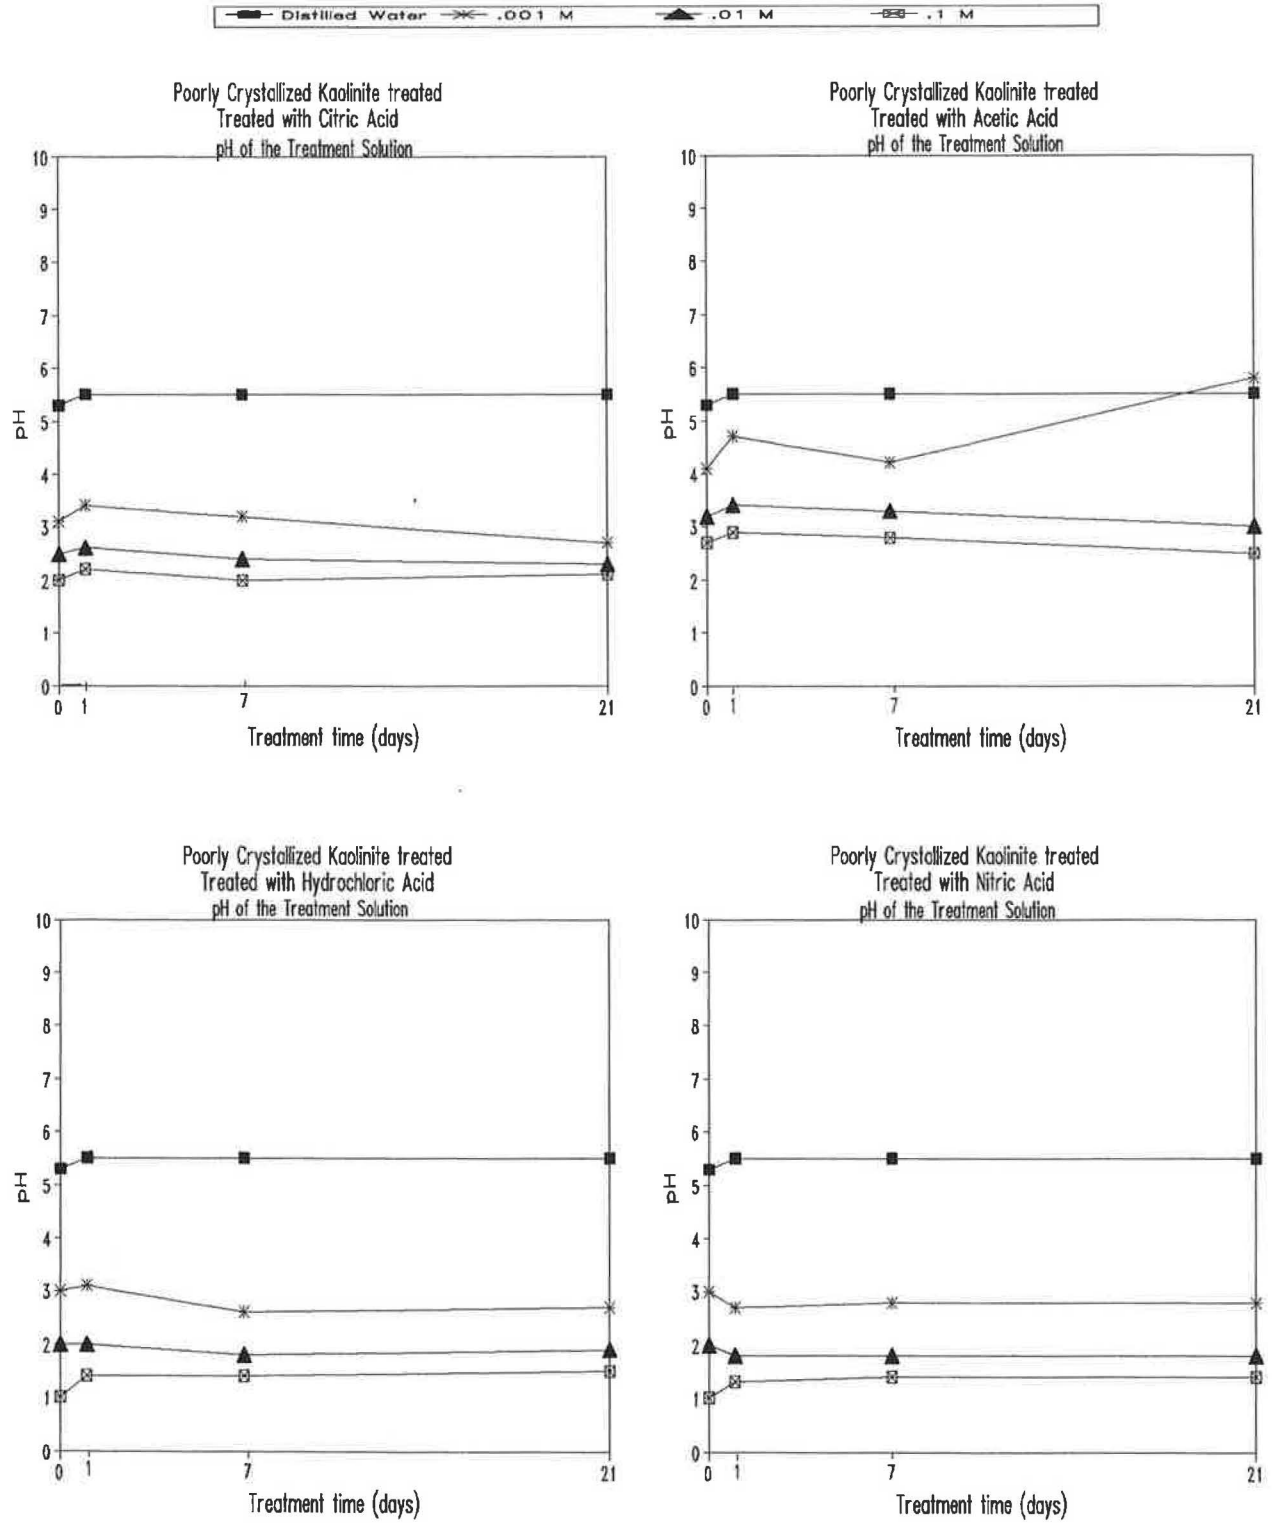 Distilled Water .001 M .01 M .1 M
Poorly Crystallized Kaolinite treated
Treated with Citric Acid
pH of the Treatment Solution
10
9
8
7
6
5
4
3
2
1
0
pH
0 1 7 21
Treatment time (days)
Poorly Crystallized Kaolinite treated
Treated with Acetic Acid
pH of the Treatment Solution
10
9
8
7
6
5
4
3
2
1
0
pH
0 1 7 21
Treatment time (days)
Poorly Crystallized Kaolinite treated
Treated with Hydrochloric Acid
pH of the Treatment Solution
10
9
8
7
6
5
4
3
2
1
0
pH
0 1 7 21
Treatment time (days)
Poorly Crystallized Kaolinite treated
Treated with Nitric Acid
pH of the Treatment Solution
10
9
8
7
6
5
4
3
2
1
0
pH
0 1 7 21
Treatment time (days)